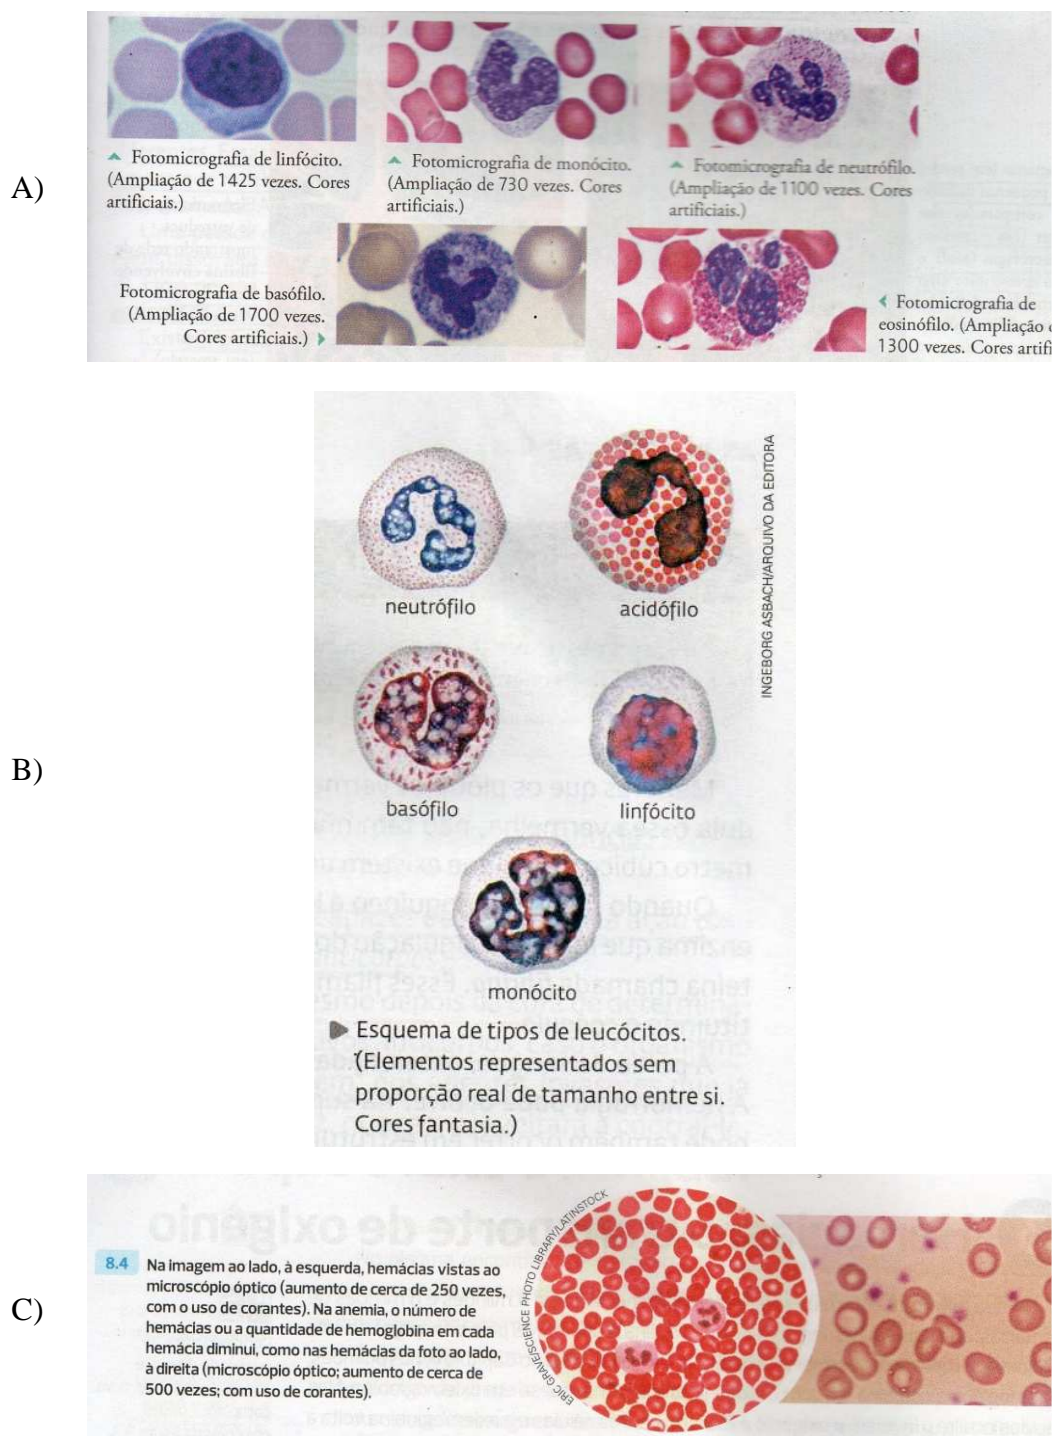 A)
Fotomicrografia de linfócito.
(Ampliação de 1425 vezes. Cores
artificiais.)
Fotomicrografia de monócito.
(Ampliação de 730 vezes. Cores
artificiais.)
Fotomicrografia de neutrófilo.
(Ampliação de 1100 vezes. Cores
artificiais.)
Fotomicrografia de basófilo.
(Ampliação de 1700 vezes.
Cores artificiais.)
Fotomicrografia de
eosinófilo. (Ampliação
1300 vezes. Cores artifi
B)
neutrófilo
acidófilo
INGEBORG ASBACH/ARQUIVO DA EDITORA
basófilo
linfócito
monócito
Esquema de tipos de leucócitos.
(Elementos representados sem
proporção real de tamanho entre si.
Cores fantasia.)
C)
8.4 Na imagem ao lado, à esquerda, hemácias vistas ao
microscópio óptico (aumento de cerca de 250 vezes,
com o uso de corantes). Na anemia, o número de
hemácias ou a quantidade de hemoglobina em cada
hemácia diminui, como nas hemácias da foto ao lado,
à direita (microscópio óptico; aumento de cerca de
500 vezes; com uso de corantes).
ERIC GRAVE/SCIENCE PHOTO LIBRARY/LATINSTOCK